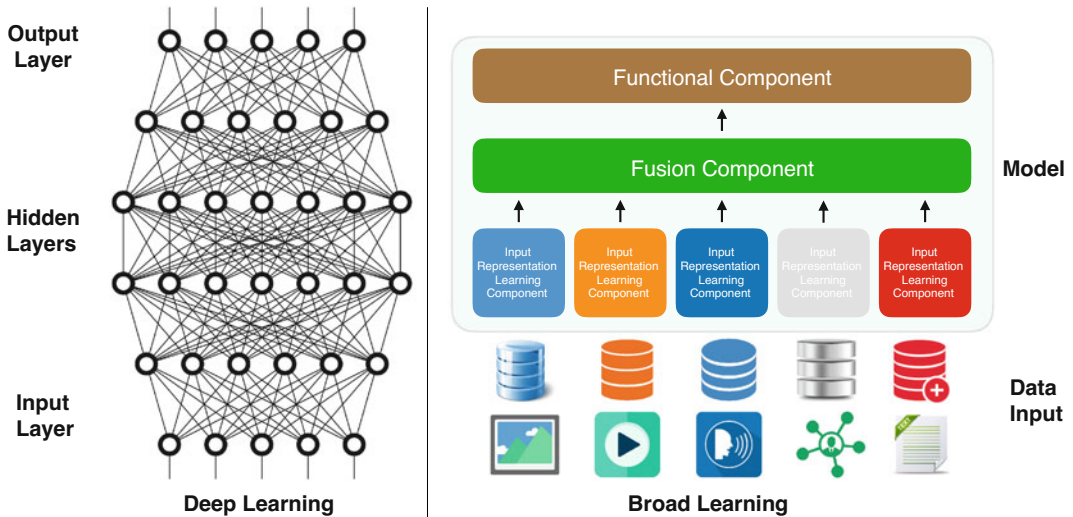 Output
Layer
Hidden
Layers
Input
Layer
Deep Learning
Functional Component
Fusion Component
Model
Input
Representation
Learning
Component
Input
Representation
Learning
Component
Input
Representation
Learning
Component
Input
Representation
Learning
Component
Input
Representation
Learning
Component
Data
Input
TEXT
Broad Learning